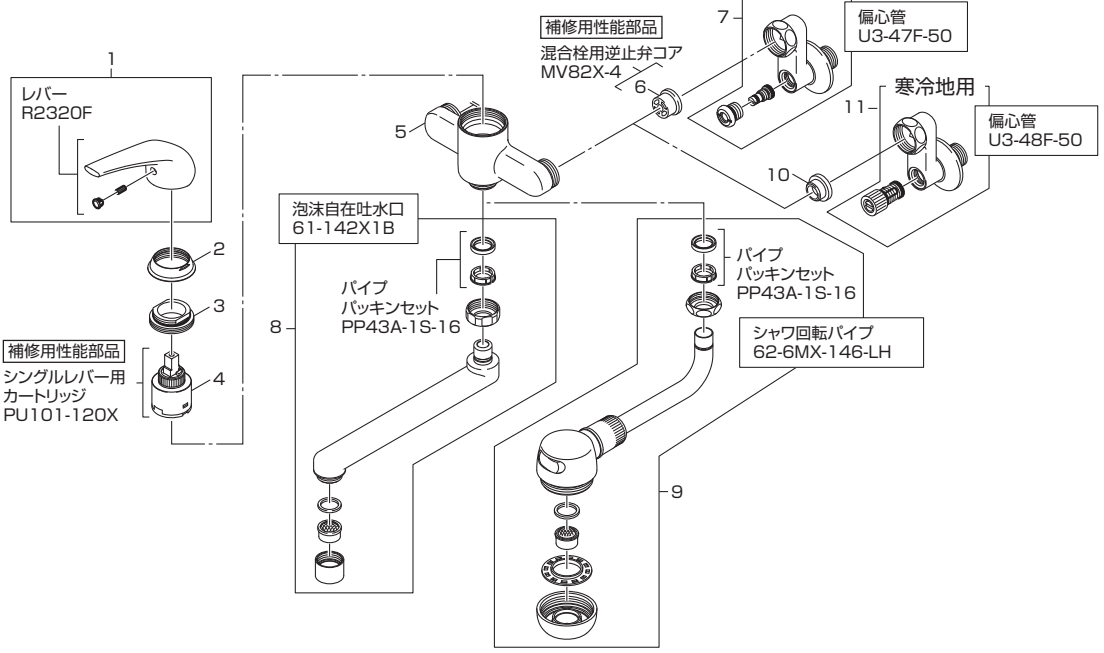 1
レバー
R2320F
2
3
補修用性能部品
シングルレバー用
カートリッジ
PU101-120X
4
5
補修用性能部品
混合栓用逆止弁コア
MV82X-4
6
7
偏心管
U3-47F-50
寒冷地用
11
偏心管
U3-48F-50
10
泡沫自在吐水口
61-142X1B
パイプ
パッキンセット
PP43A-1S-16
8
パイプ
パッキンセット
PP43A-1S-16
シャワ回転パイプ
62-6MX-146-LH
9